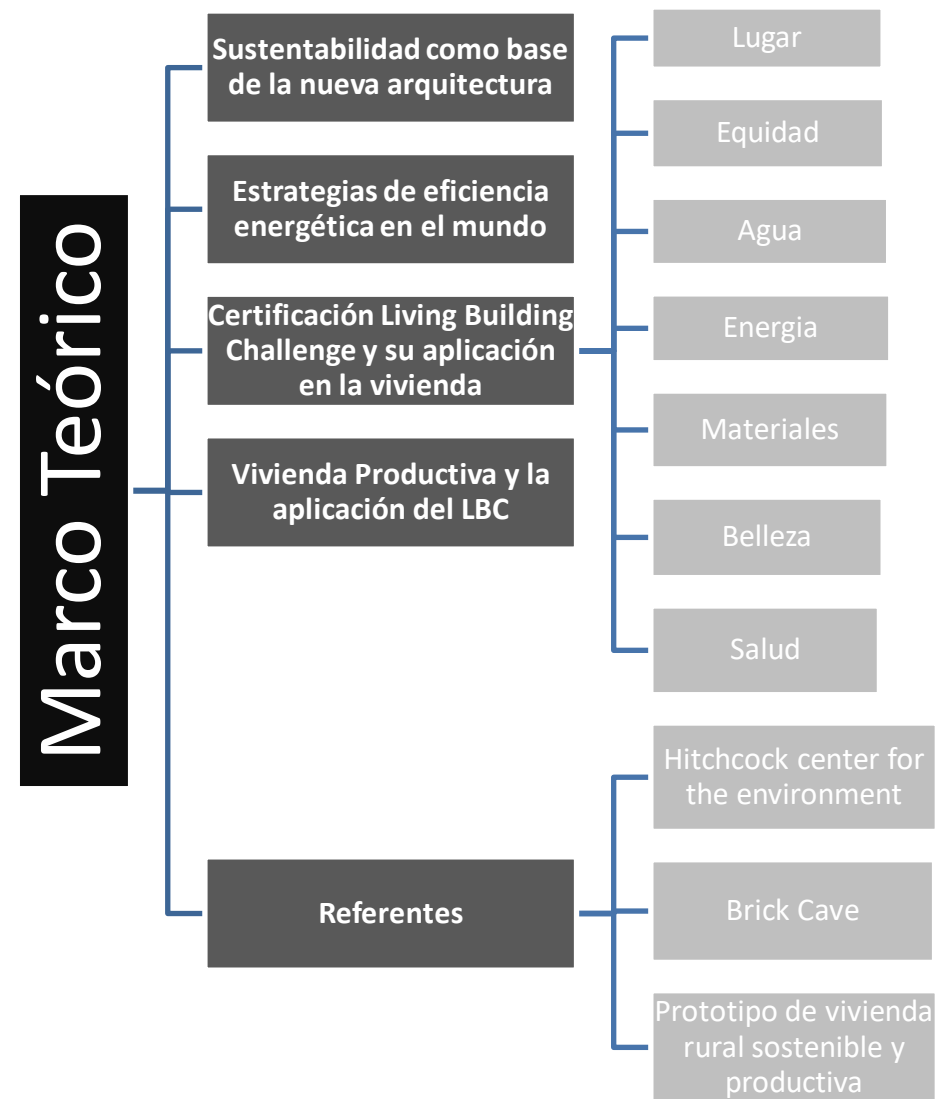 Marco Teórico
Sustentabilidad como base
de la nueva arquitectura
Estrategias de eficiencia
energética en el mundo
Certificación Living Building
Challenge y su aplicación
en la vivienda
Lugar
Equidad
Agua
Energia
Materiales
Belleza
Salud
Vivienda Productiva y la
aplicación del LBC
Referentes
Hitchcock center for
the environment
Brick Cave
Prototipo de vivienda
rural sostenible y
productiva